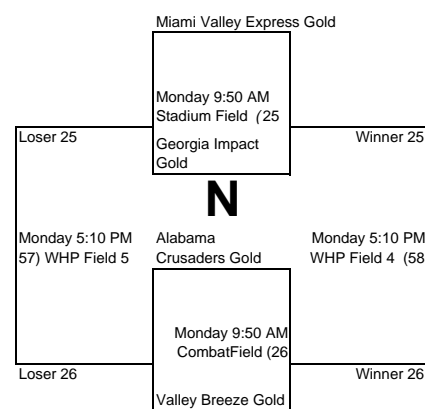 Miami Valley Express Gold
Monday 9:50 AM
Stadium Field (25
Loser 25
Winner 25
Georgia Impact
Gold
N
Monday 5:10 PM
57) WHP Field 5
Alabama
Crusaders Gold
Monday 5:10 PM
WHP Field 4 (58
Monday 9:50 AM
CombatField (26
Loser 26
Winner 26
Valley Breeze Gold